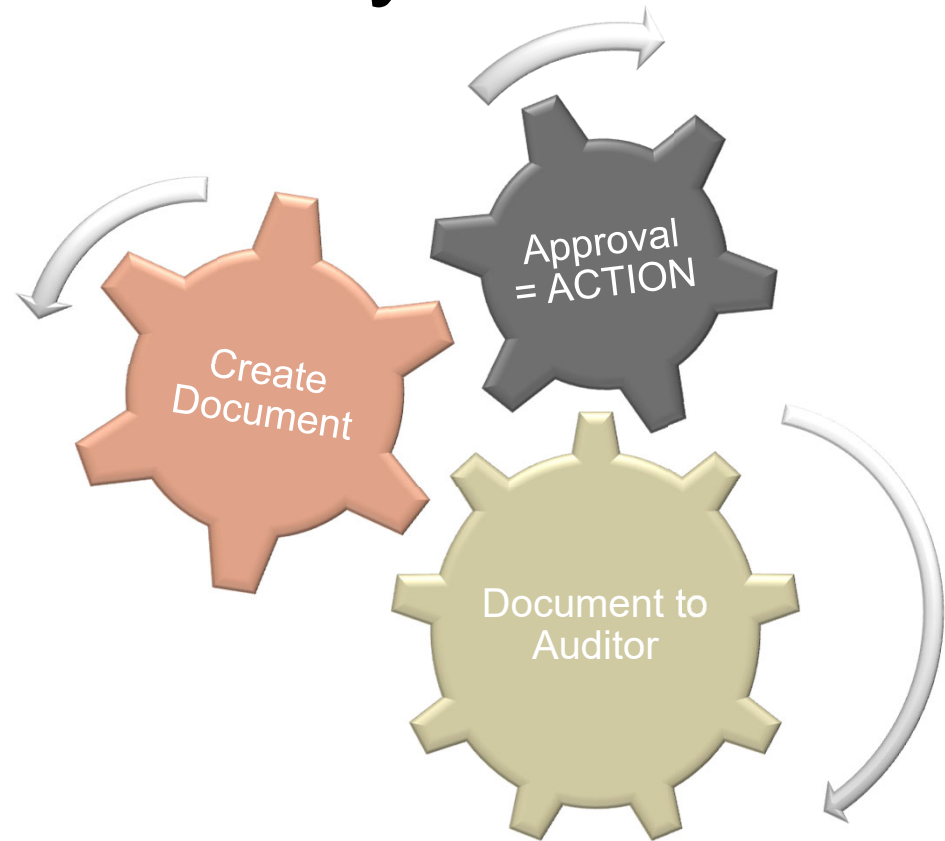 Create
Document
Approval
= ACTION
Document to
Auditor